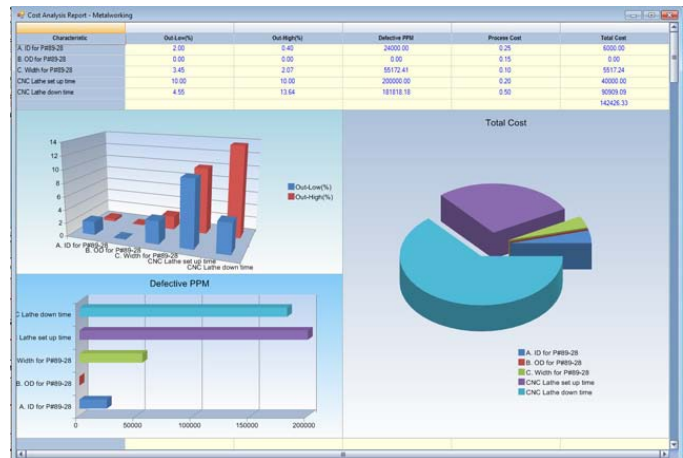 Cost Analysis Report - Metalworking
Characteristic Out-Low(%) Out-High(%) Defective PPM Process Cost Total Cost
A. ID for P#89-28 2.00 0.40 24000.00 0.25 6000.00
B. OD for P#89-28 0.00 0.00 0.00 0.15 0.00
C. Width for P#89-28 3.45 2.07 55172.41 0.10 5517.24
CNC Lathe set up time 10.00 10.00 200000.00 0.20 40000.00
CNC Lathe down time 4.55 13.64 181818.18 0.50 90909.09
142426.33
14
12
10
8
6
4
2
0
A. ID for P#89-28
B. OD for P#89-28
C. Width for P#89-28
CNC Lathe set up time
CNC Lathe down time
Out-Low(%)
Out-High(%)
Defective PPM
C Lathe down time
Lathe set up time
Width for P#89-28
B. OD for P#89-28
A. ID for P#89-28
0 50000 100000 150000 200000
Total Cost
A. ID for P#89-28
B. OD for P#89-28
C. Width for P#89-28
CNC Lathe set up time
CNC Lathe down time